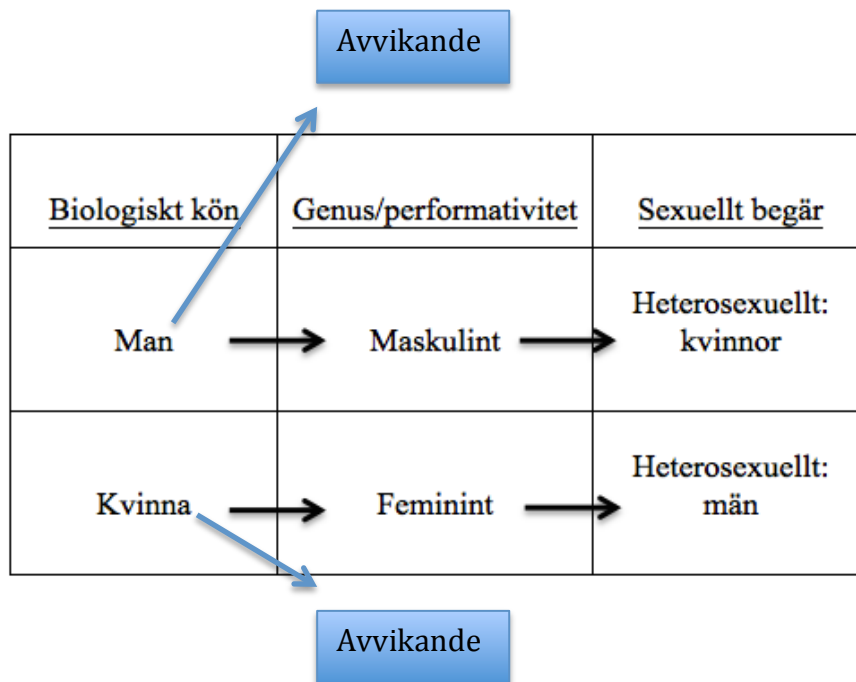 Avvikande
Biologiskt kön Genus/performativitet Sexuellt begär
Man Maskulint Heterosexuellt:
kvinnor
Kvinna Feminint Heterosexuellt:
män
Avvikande